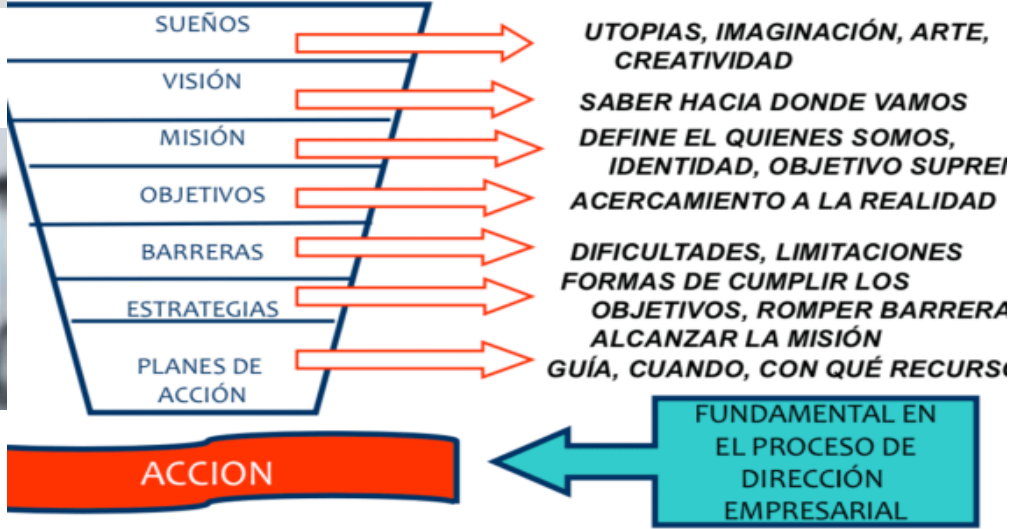 SUEÑOS
UTOPIAS, IMAGINACIÓN, ARTE,
CREATIVIDAD
VISIÓN
SABER HACIA DONDE VAMOS
MISIÓN
DEFINE EL QUIENES SOMOS,
IDENTIDAD, OBJETIVO
OBJETIVOS
ACERCAMIENTO A LA REALIDAD
BARRERAS
DIFICULTADES, LIMITACIONES
ESTRATEGIAS
FORMAS DE CUMPLIR LOS
OBJETIVOS, ROMPER
ALCANZAR LA MISIÓN
PLANES DE
ACCIÓN
GUÍA, CUANDO, CON QUÉ
ACCION
FUNDAMENTAL EN
EL PROCESO DE
DIRECCIÓN
EMPRESARIAL